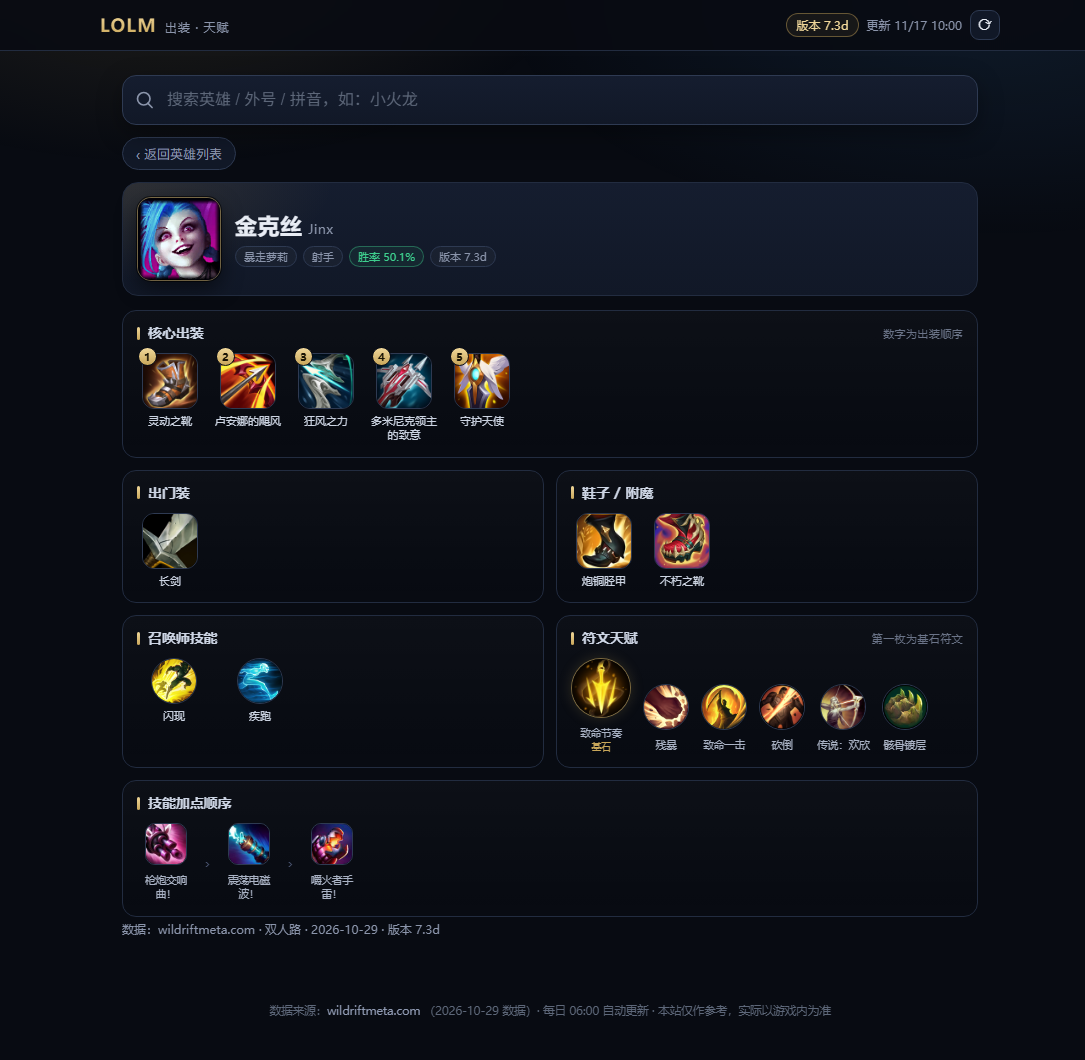 LOLM 出装 · 天赋
版本 7.3d 更新 11/17 10:00
搜索英雄 / 外号 / 拼音，如：小火龙
‹ 返回英雄列表
金克丝 Jinx
暴走萝莉 射手 胜率 50.1% 版本 7.3d
核心出装 数字为出装顺序
1 2 3 4 5
灵动之靴 卢安娜的飓风 狂风之力 多米尼克领主 守护天使
的致意
出门装
长剑
鞋子 / 附魔
炮铜胫甲 不朽之靴
召唤师技能
闪现 疾跑
符文天赋 第一枚为基石符文
致命节奏 残暴 致命一击 砍倒 传说：欢欣 骸骨镀层
基石
技能加点顺序
枪炮交响 › 震荡电磁 › 嚼火者手
曲！ 波！ 雷！
数据：wildriftmeta.com · 双人路 · 2026-10-29 · 版本 7.3d
数据来源：wildriftmeta.com （2026-10-29 数据）· 每日 06:00 自动更新 · 本站仅作参考，实际以游戏内为准